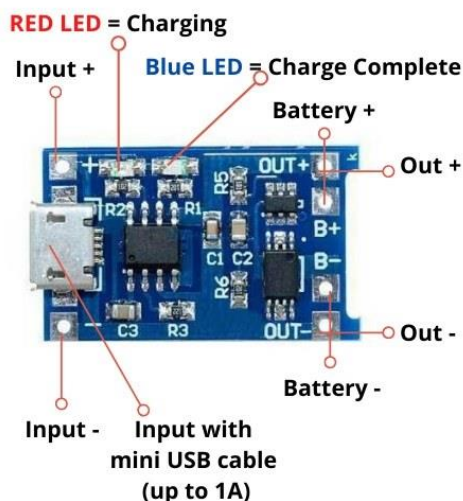 RED LED = Charging
Input +
Blue LED = Charge Complete
Battery +
Out +
+
OUT+
R5
R2
R1
B+
B-
C1 C2
R6
-
C3
R3
OUT-
Out -
Battery -
Input -
Input with
mini USB cable
(up to 1A)